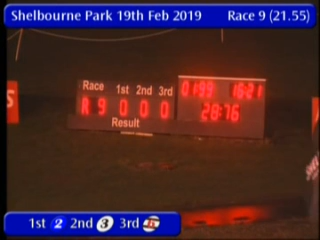 Shelbourne Park 19th Feb 2019 Race 9 (21.55)
Race 1st 2nd 3rd
R 9 0 0 0
Result
28:76
1st 2 2nd 3 3rd